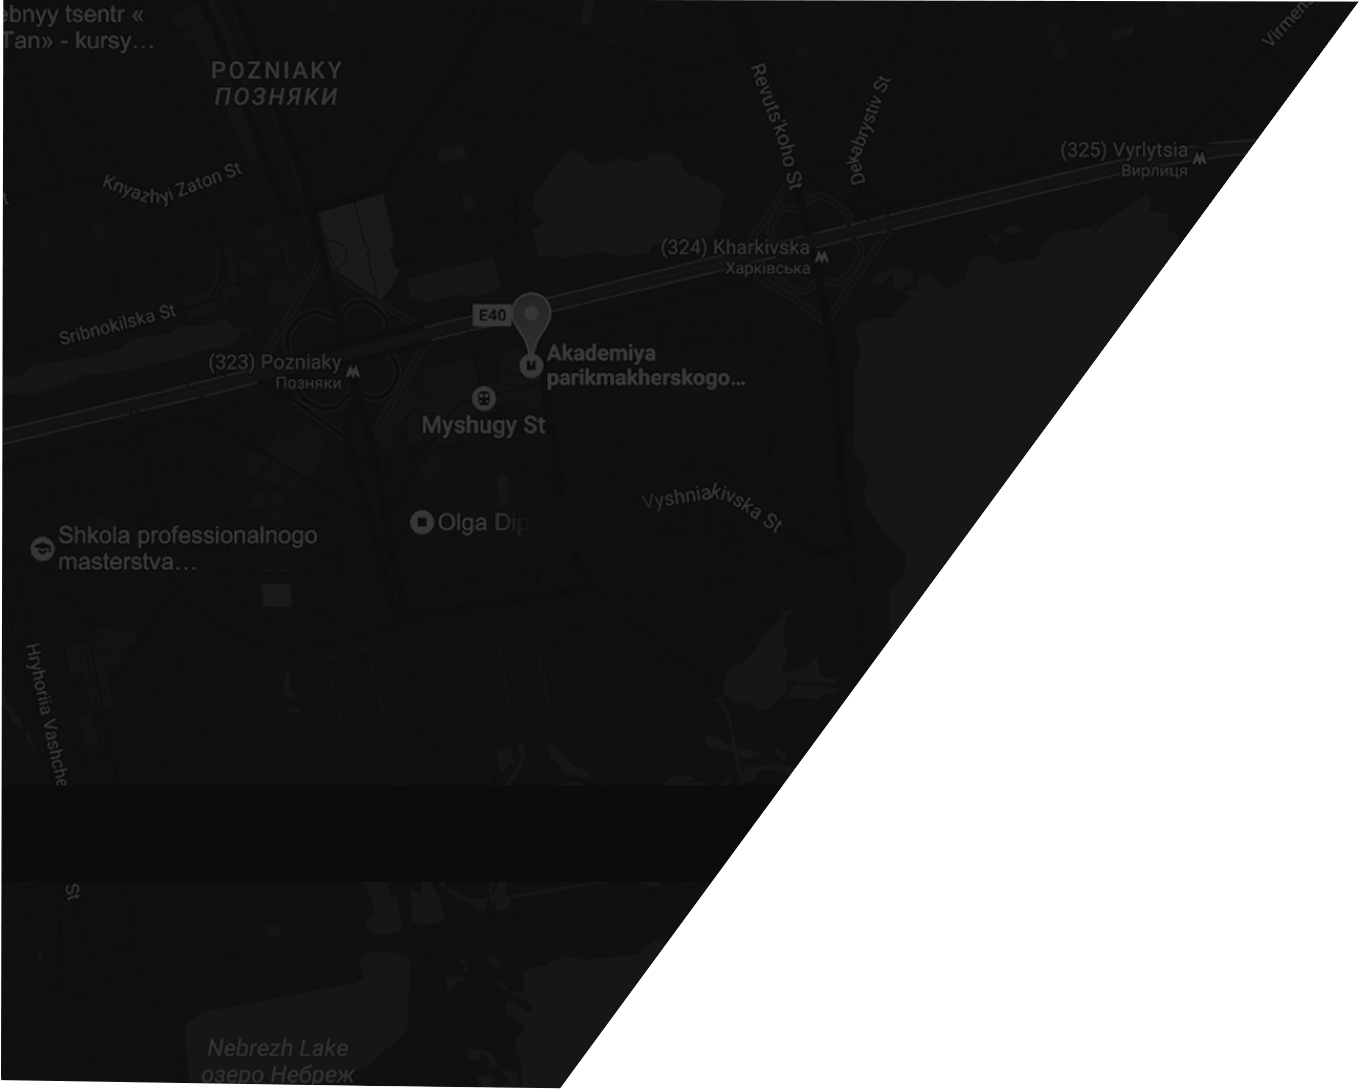 ebnyy tsentr «
Tan» - kursy...
POZNIAKY
ПОЗНЯКИ
Revuts'koho St
Dekabrystiv St
(325) Vyrlytsia
Вирлиця
Knyazhyi Zaton St
(324) Kharkivska
Харківська
Sribnokilska St
E40
(323) Pozniaky
Позняки
Akademiya
parikmakherskogo...
Myshugy St
Vyshniakivska St
Olga Dip
Shkola professionalnogo
masterstva...
Hryhoriia Vashche
St
Nebrezh Lake
озеро Небреж